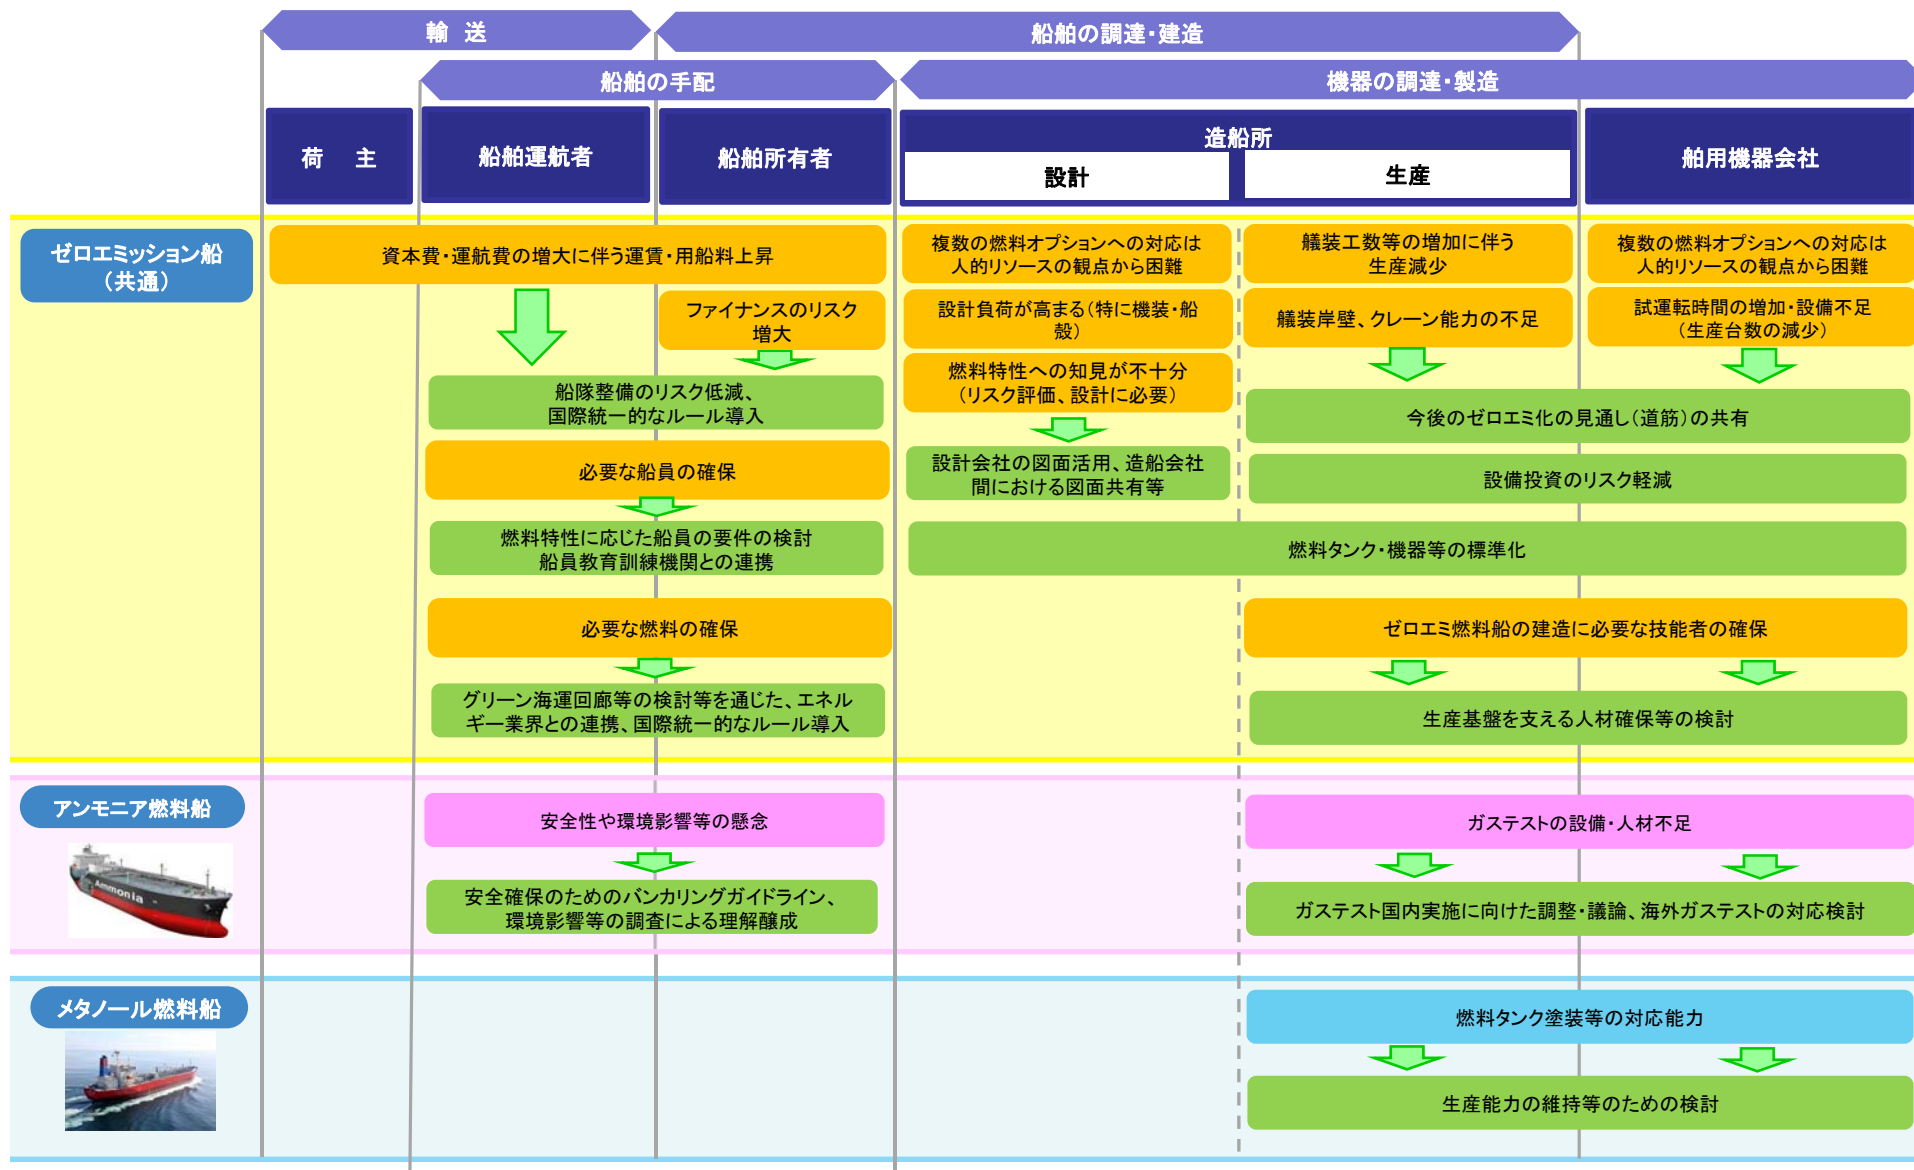 輸 送
船舶の調達・建造
船舶の手配
機器の調達・製造
荷 主
船舶運航者
船舶所有者
造船所
設計
生産
舶用機器会社
ゼロエミッション船
（共通）
資本費・運航費の増大に伴う運賃・用船料上昇
ファイナンスのリスク
増大
船隊整備のリスク低減、
国際統一的なルール導入
必要な船員の確保
燃料特性に応じた船員の要件の検討
船員教育訓練機関との連携
必要な燃料の確保
グリーン海運回廊等の検討等を通じた、エネル
ギー業界との連携、国際統一的なルール導入
複数の燃料オプションへの対応は
人的リソースの観点から困難
設計負荷が高まる（特に機装・船
殻）
燃料特性への知見が不十分
（リスク評価、設計に必要）
設計会社の図面活用、造船会社
間における図面共有等
艤装工数等の増加に伴う
生産減少
艤装岸壁、クレーン能力の不足
複数の燃料オプションへの対応は
人的リソースの観点から困難
試運転時間の増加・設備不足
（生産台数の減少）
今後のゼロエミ化の見通し（道筋）の共有
設備投資のリスク軽減
燃料タンク・機器等の標準化
ゼロエミ燃料船の建造に必要な技能者の確保
生産基盤を支える人材確保等の検討
アンモニア燃料船
Ammonia
安全性や環境影響等の懸念
安全確保のためのバンカリングガイドライン、
環境影響等の調査による理解醸成
ガステストの設備・人材不足
ガステスト国内実施に向けた調整・議論、海外ガステストの対応検討
メタノール燃料船
燃料タンク塗装等の対応能力
生産能力の維持等のための検討